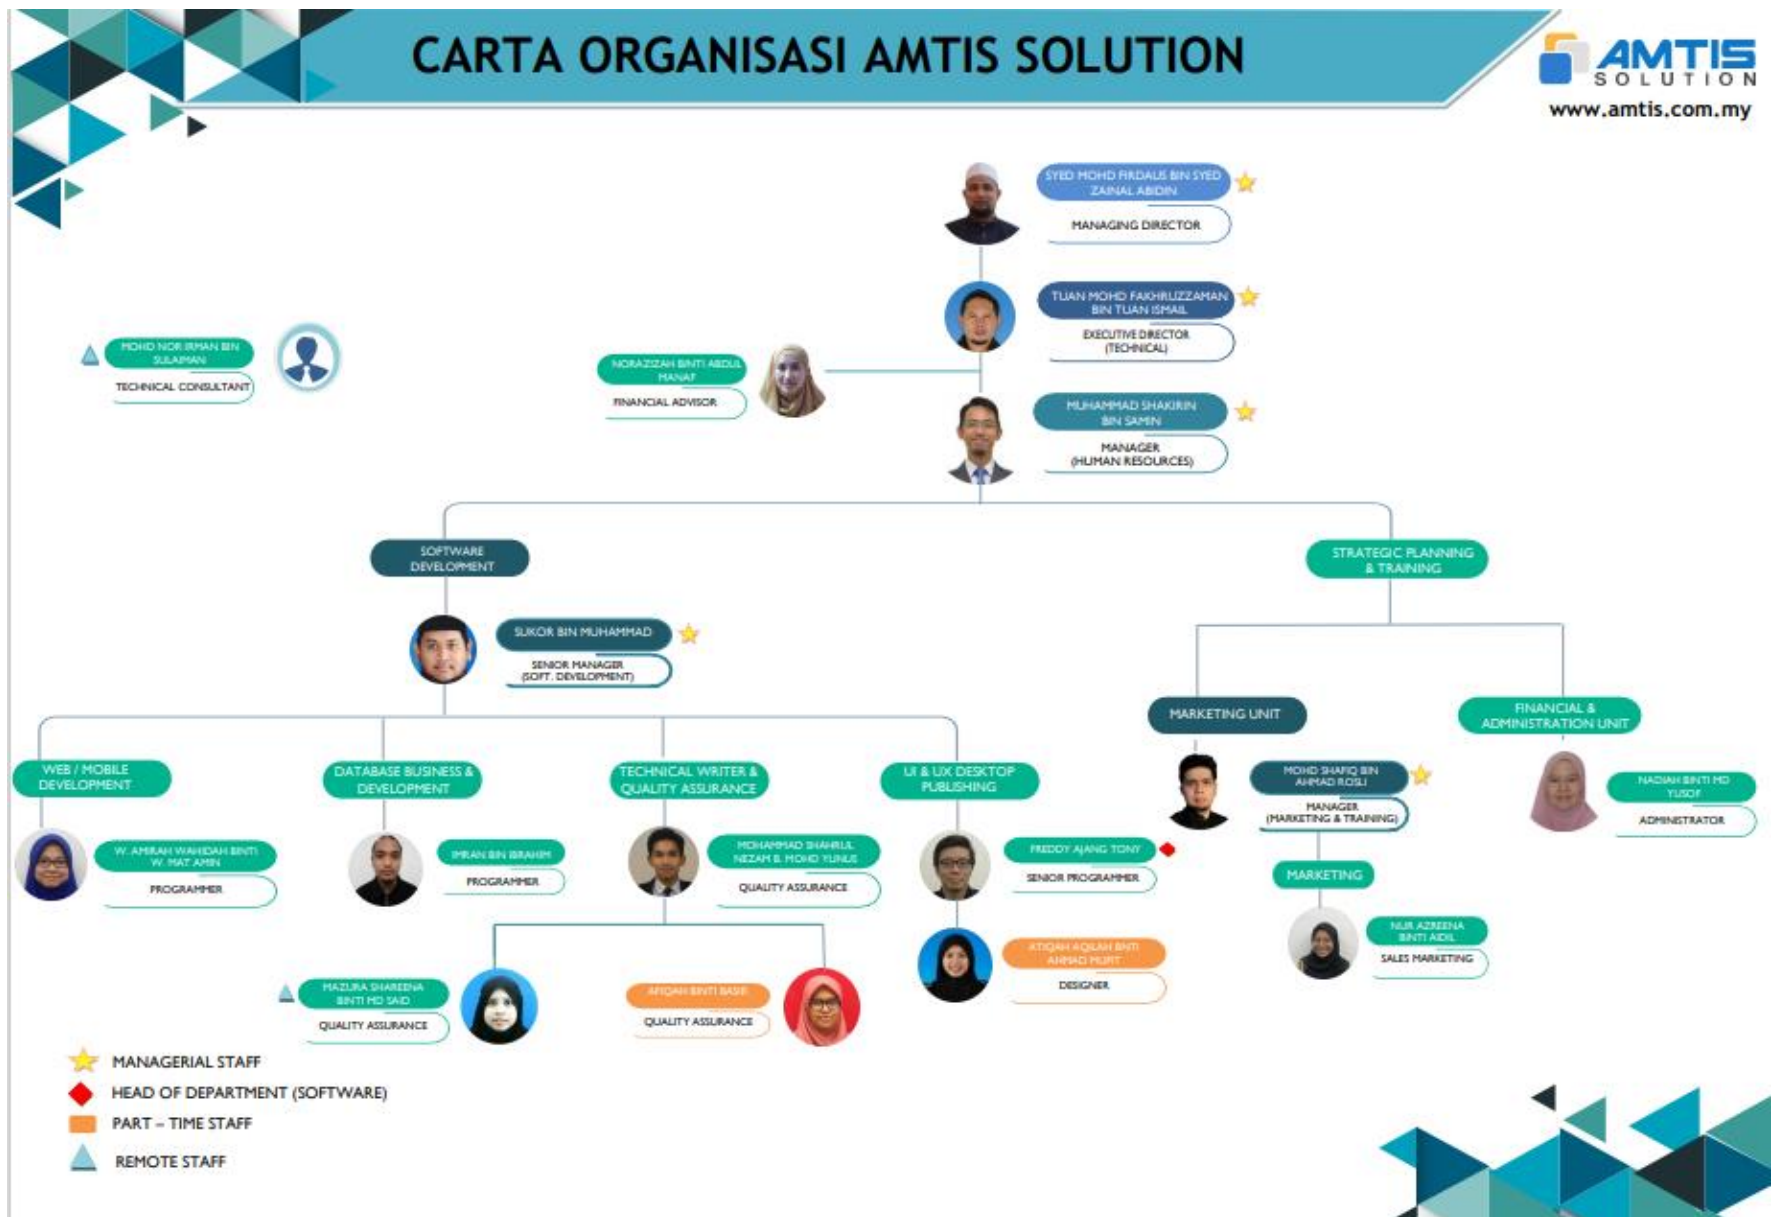 CARTA ORGANISASI AMTIS SOLUTION
AMTIS
SOLUTION
www.amtis.com.my
SYED MOHD FIRDAUS BIN SYED
ZAINAL ABIDIN
MANAGING DIRECTOR
TUAN MOHD FAKHRUZZAMAN
BIN TUAN ISMAIL
EXECUTIVE DIRECTOR
(TECHNICAL)
MOHD NOR IRMAN BIN
SULAIMAN
TECHNICAL CONSULTANT
NORAZIZAH BINTI ABDUL
MANAF
FINANCIAL ADVISOR
MUHAMMAD SHAKIRIN
BIN SAMIN
MANAGER
(HUMAN RESOURCES)
SOFTWARE
DEVELOPMENT
STRATEGIC PLANNING
& TRAINING
SUKOR BIN MUHAMMAD
SENIOR MANAGER
(SOFT. DEVELOPMENT)
MARKETING UNIT
FINANCIAL &
ADMINISTRATION UNIT
WEB / MOBILE
DEVELOPMENT
DATABASE BUSINESS &
DEVELOPMENT
TECHNICAL WRITER &
QUALITY ASSURANCE
UI & UX DESKTOP
PUBLISHING
MOHD SHAFIQ BIN
AHMAD ROSLI
MANAGER
(MARKETING & TRAINING)
NADIAH BINTI MD
YUSOF
ADMINISTRATOR
W. AMIRAH WAHIDAH BINTI
W. MAT AMIN
PROGRAMMER
IMRAN BIN IBRAHIM
PROGRAMMER
MOHAMMAD SHAHRUL
NEZAM B. MOHD YUNUS
QUALITY ASSURANCE
FREDDY AJANG TONY
SENIOR PROGRAMMER
MARKETING
NUR AZREENA
BINTI AIDIL
SALES MARKETING
MAZURA SHAREENA
BINTI MD SAID
QUALITY ASSURANCE
AFIQAH BINTI BASRI
QUALITY ASSURANCE
ATIQAH AQILAH BNTI
AHMAD
DESIGNER
MANAGERIAL STAFF
HEAD OF DEPARTMENT (SOFTWARE)
PART – TIME STAFF
REMOTE STAFF